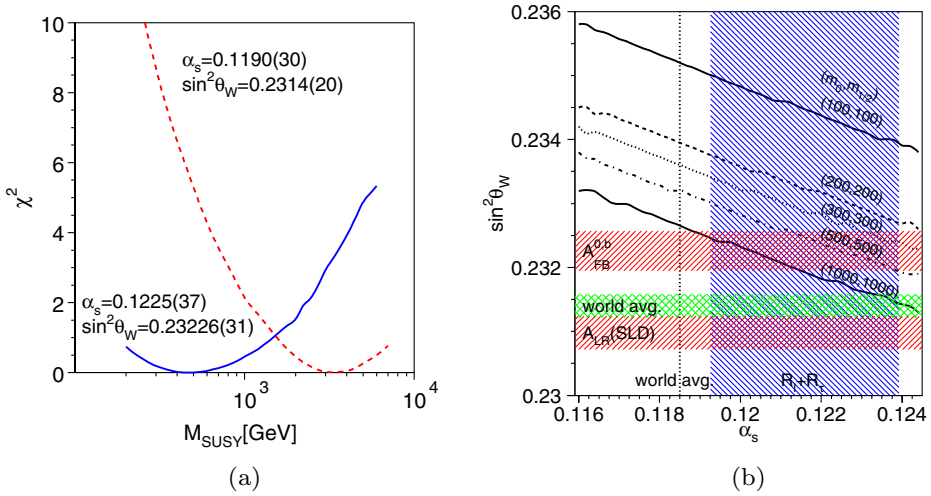 10
8
6
4
2
0
χ²
α_s=0.1190(30)
sin²θ_W=0.2314(20)
α_s=0.1225(37)
sin²θ_W=0.23226(31)
10³
10⁴
M_SUSY[GeV]
(a)
0.236
0.234
0.232
0.23
sin²θ_W
(m_0,m_1/2)
(100,100)
(200,200)
(300,300)
(500,500)
(1000,1000)
A_FB^0,b
world avg.
A_LR(SLD)
world avg.
R_l+R_τ
0.116
0.118
0.12
0.122
0.124
α_s
(b)